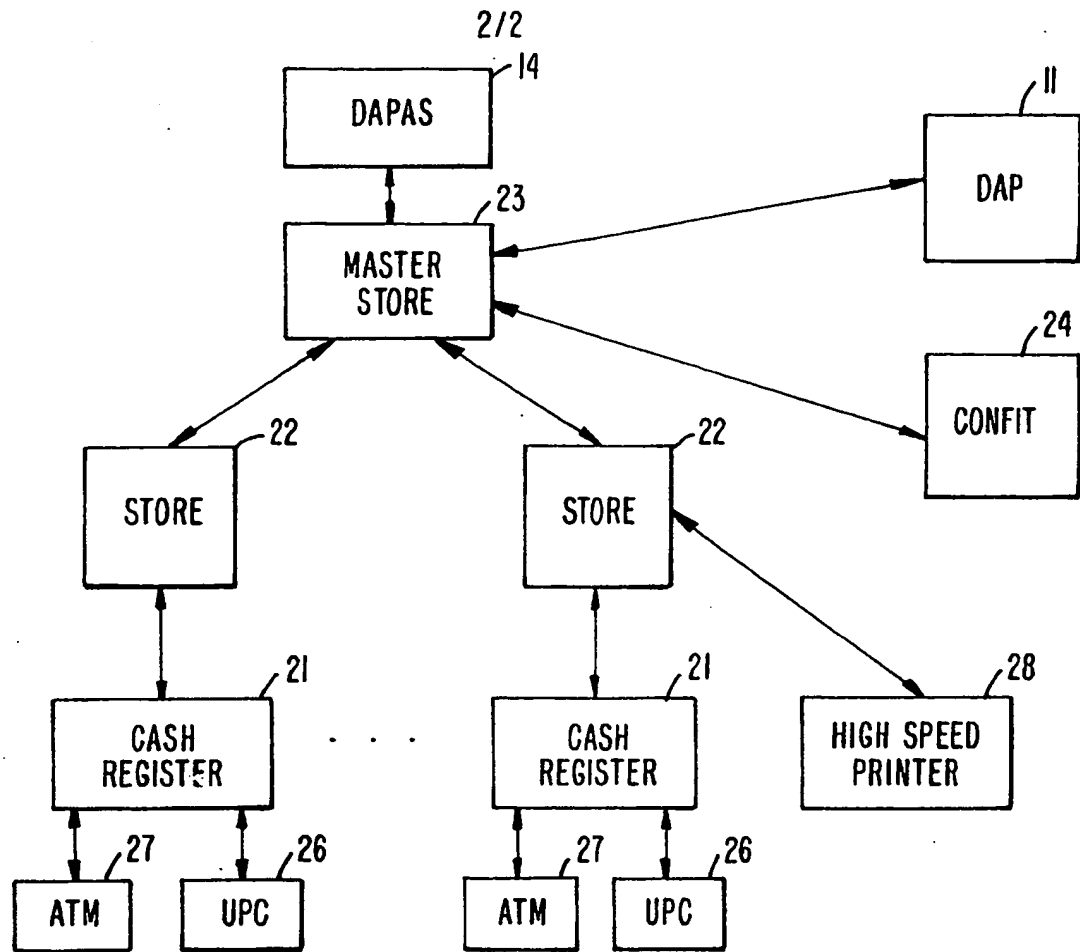 2/2
14
DAPAS
11
DAP
23
MASTER
STORE
24
CONFIT
22
STORE
22
STORE
21
CASH
REGISTER
. . .
21
CASH
REGISTER
28
HIGH SPEED
PRINTER
27
ATM
26
UPC
27
ATM
26
UPC